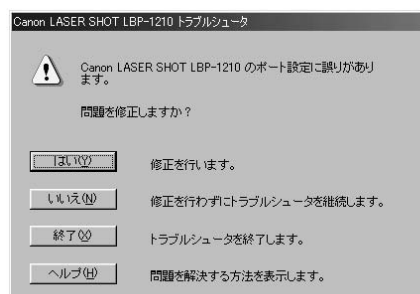 Canon LASER SHOT LBP-1210 トラブルシュータ
Canon LASER SHOT LBP-1210 のポート設定に誤りがあり
ます。
問題を修正しますか？
はい(Y) 修正を行います。
いいえ(N) 修正を行わずにトラブルシュータを継続します。
終了(X) トラブルシュータを終了します。
ヘルプ(H) 問題を解決する方法を表示します。